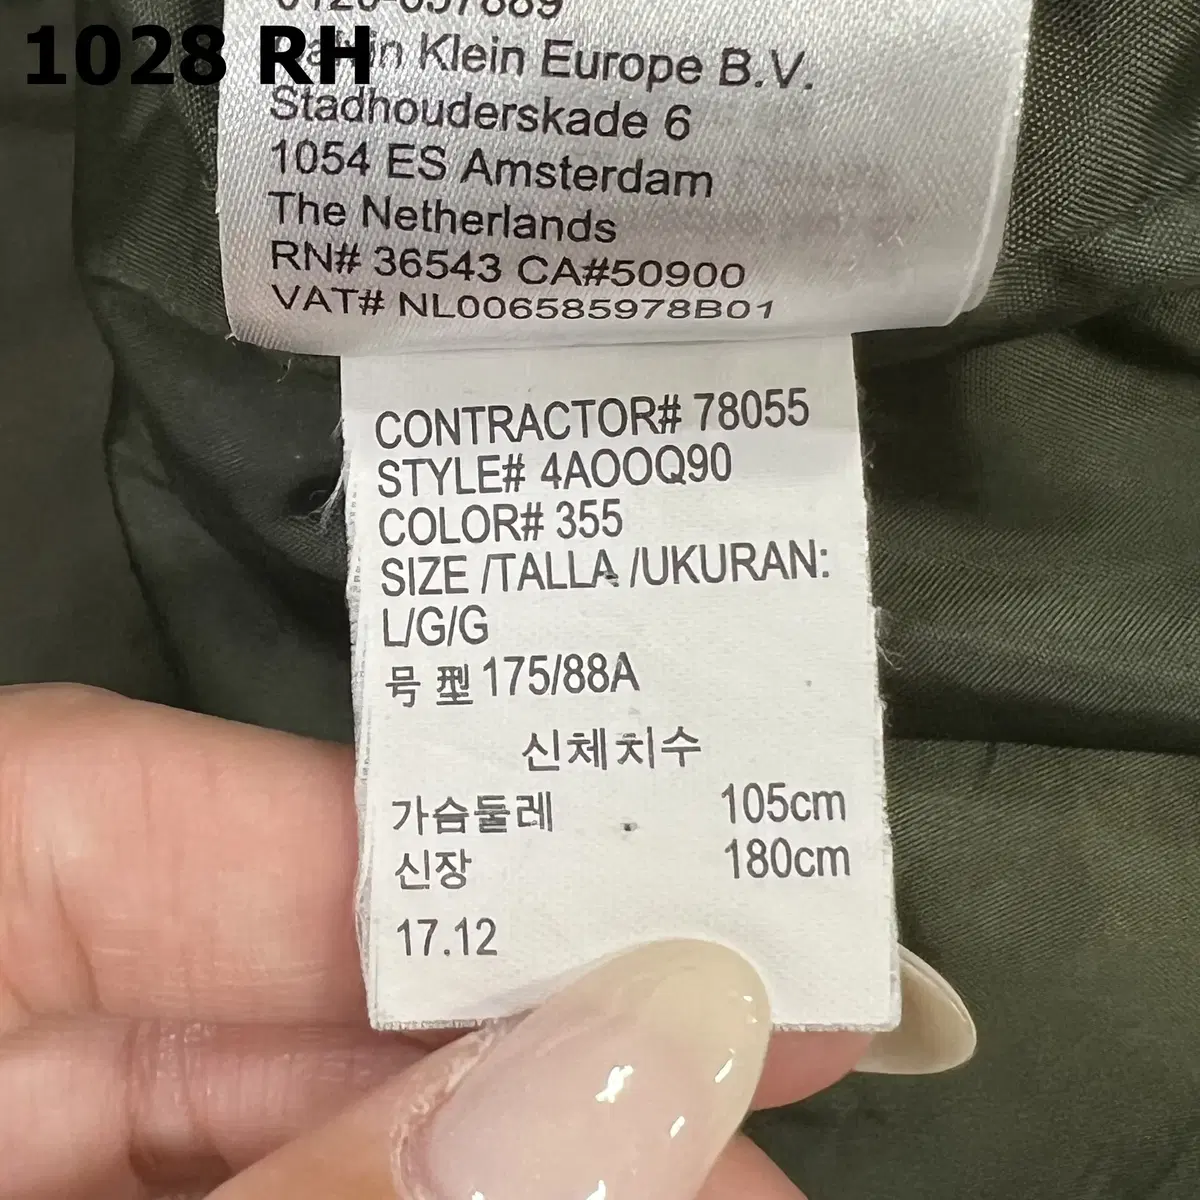 1028 RH
Klein Europe B.V.
Stadhouderskade 6
1054 ES Amsterdam
The Netherlands
RN# 36543 CA#50900
VAT# NL006585978B01
CONTRACTOR# 78055
STYLE# 4AOOQ90
COLOR# 355
SIZE /TALLA /UKURAN:
L/G/G
号 型 175/88A
신체치수
가슴둘레 105cm
신장 180cm
17.12